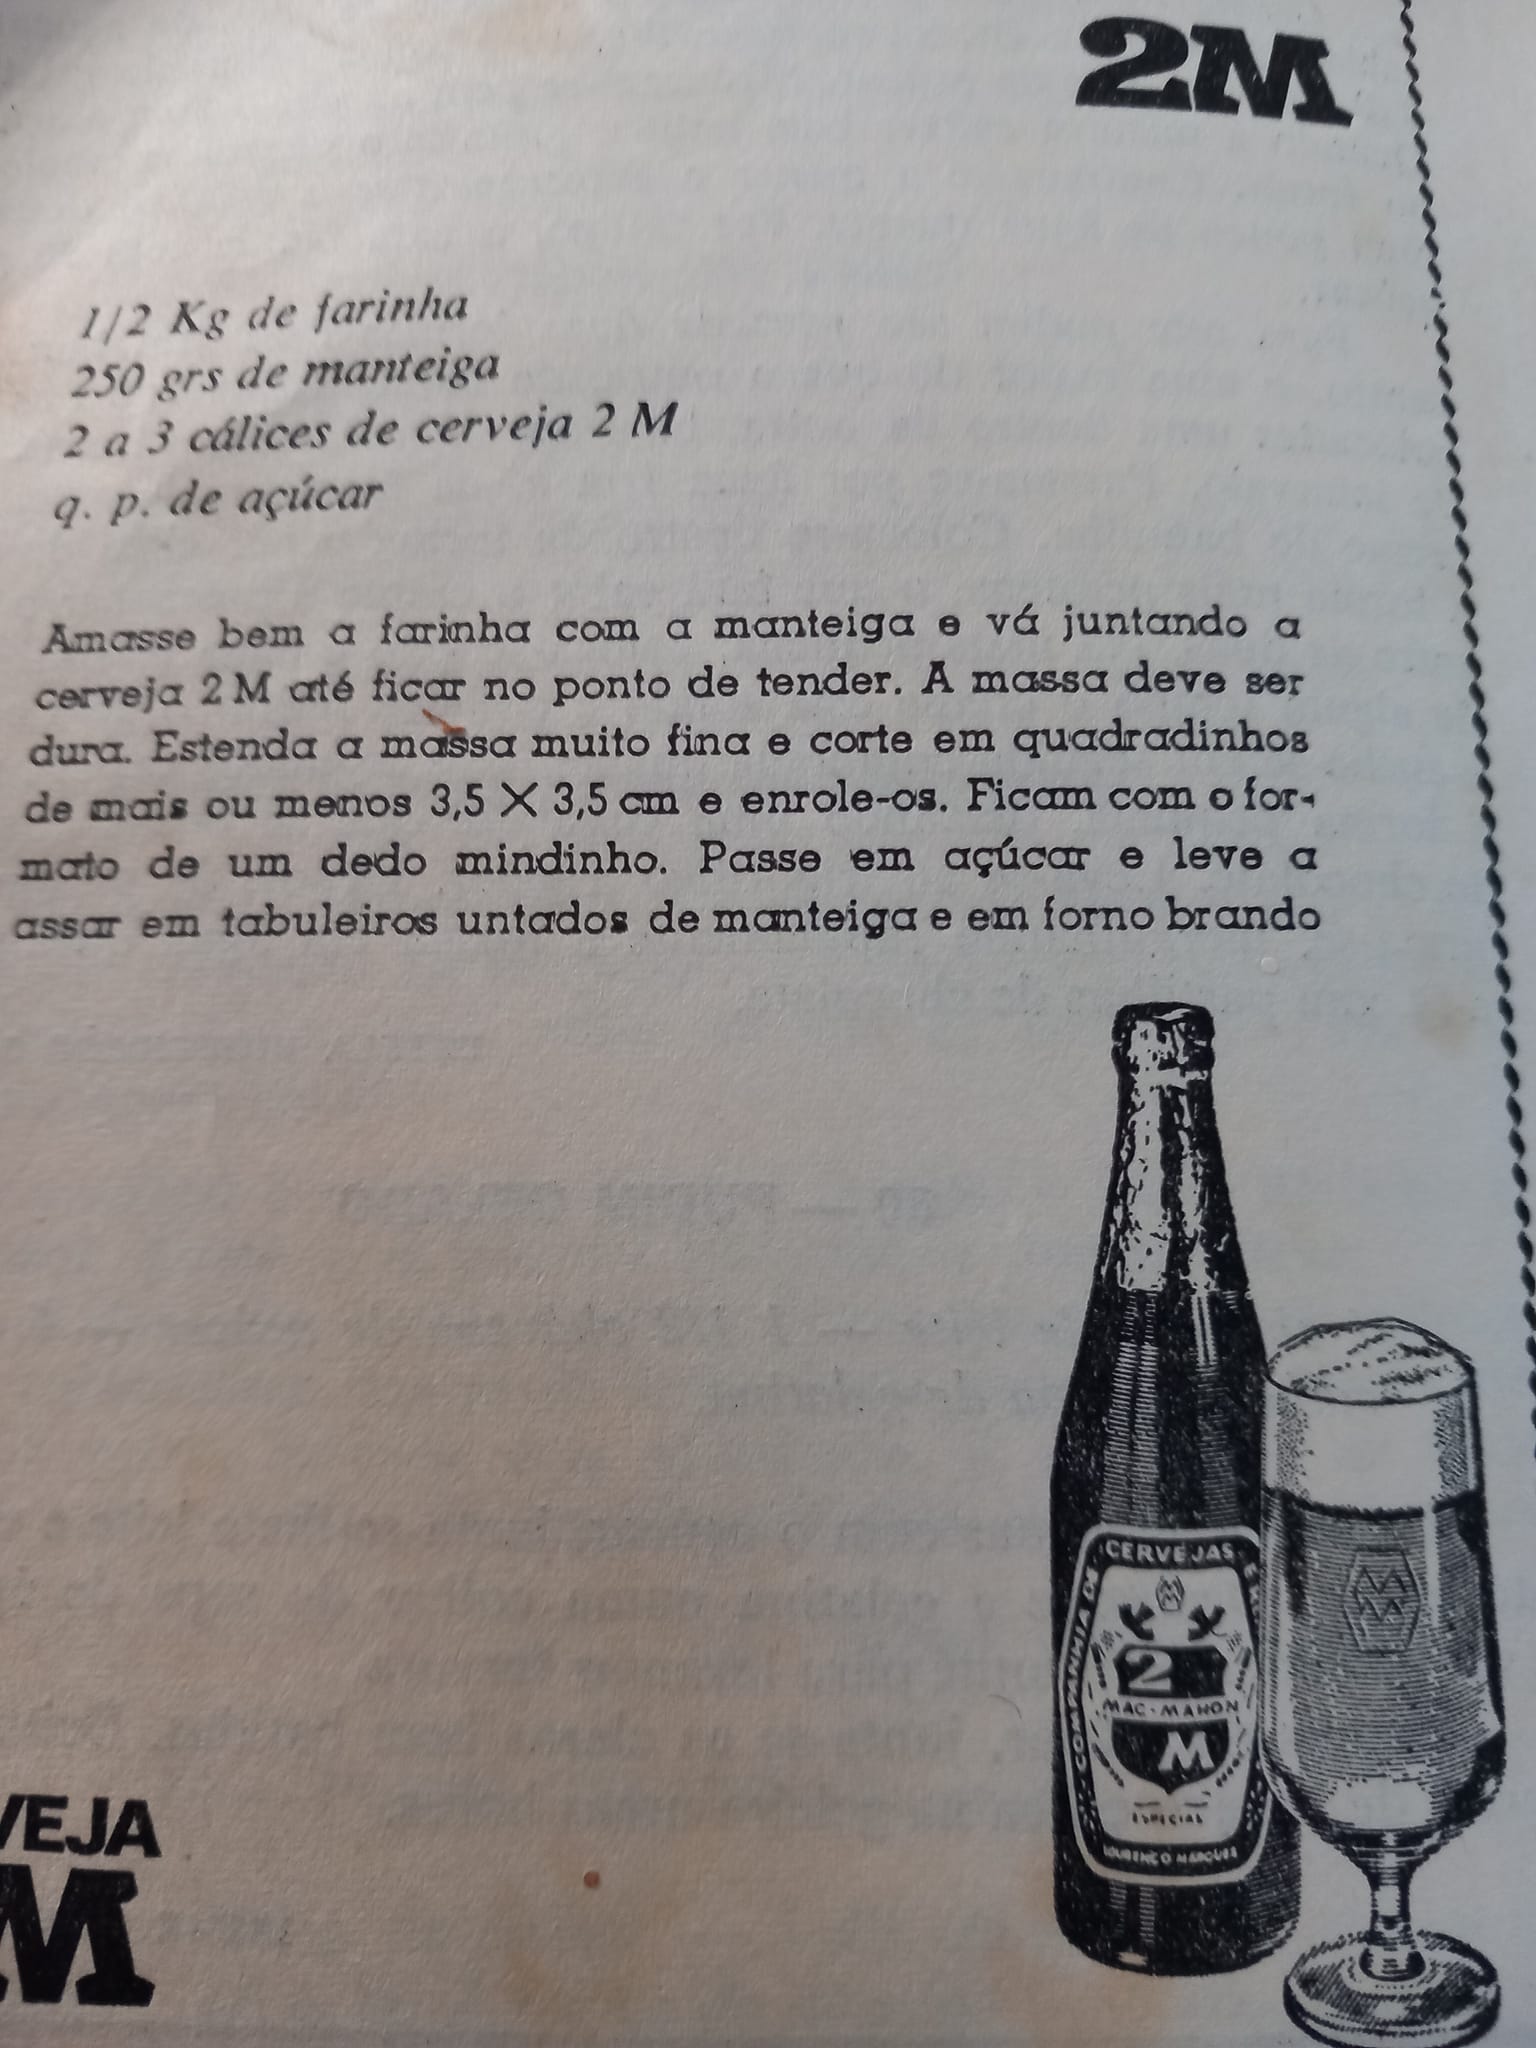 2M
1/2 Kg de farinha
250 grs de manteiga
2 a 3 cálices de cerveja 2 M
q. p. de açúcar
Amasse bem a farinha com a manteiga e vá juntando a
cerveja 2 M até ficar no ponto de tender. A massa deve ser
dura. Estenda a massa muito fina e corte em quadradinhos
de mais ou menos 3,5 X 3,5 cm e enrole-os. Ficam com o for-
mato de um dedo mindinho. Passe em açúcar e leve a
assar em tabuleiros untados de manteiga e em forno brando
COMPANHIA DE CERVEJAS E
2
MAC-MAHON
M
ESPECIAL
LOURENÇO MARQUES
VEJA
M